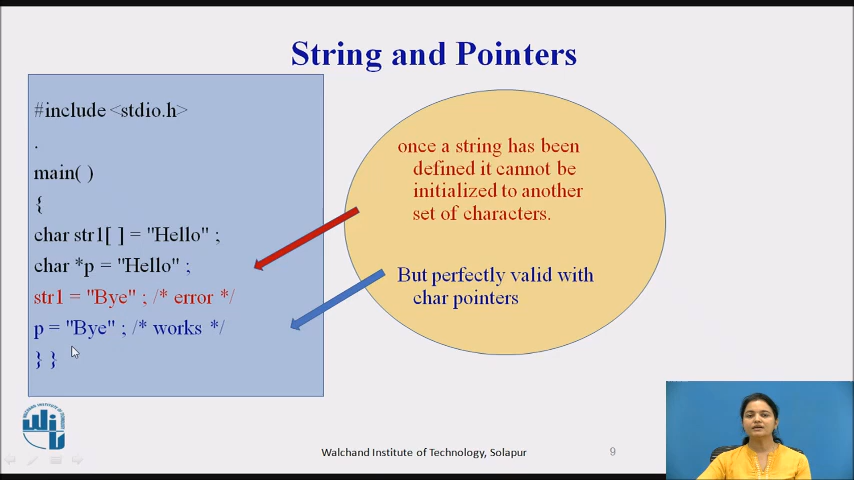 String and Pointers
#include <stdio.h>
.
main( )
{
char str1[ ] = "Hello" ;
char *p = "Hello" ;
str1 = "Bye" ; /* error */
p = "Bye" ; /* works */
} }
once a string has been
defined it cannot be
initialized to another
set of characters.
But perfectly valid with
char pointers
Walchand Institute of Technology, Solapur
9